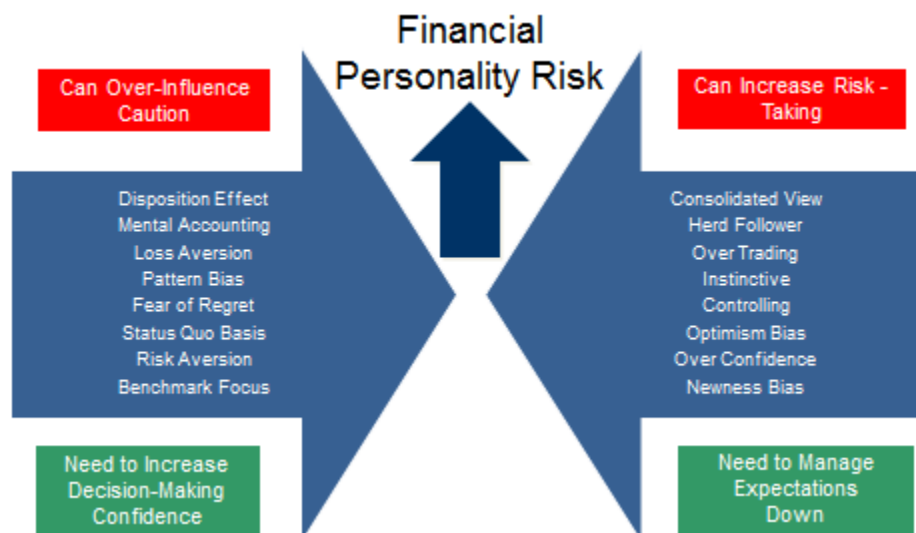 Financial
Personality Risk
Can Over-Influence
Caution
Can Increase Risk -
Taking
Disposition Effect
Mental Accounting
Loss Aversion
Pattern Bias
Fear of Regret
Status Quo Basis
Risk Aversion
Benchmark Focus
Consolidated View
Herd Follower
Over Trading
Instinctive
Controlling
Optimism Bias
Over Confidence
Newness Bias
Need to Increase
Decision-Making
Confidence
Need to Manage
Expectations
Down